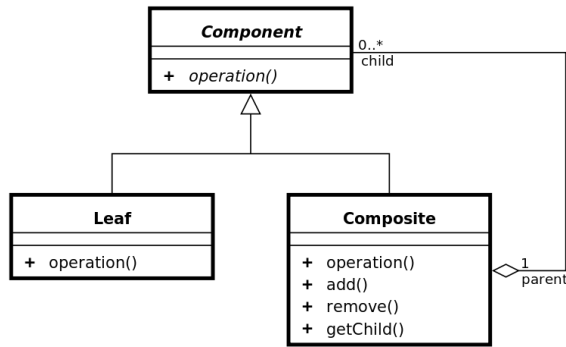 Component
+ operation()
0..*
child
Leaf
+ operation()
Composite
+ operation()
+ add()
+ remove()
+ getChild()
1
parent